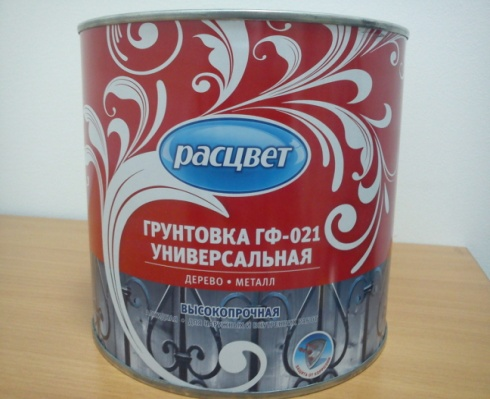 расцвет
ГРУНТОВКА ГФ-021
УНИВЕРСАЛЬНАЯ
ДЕРЕВО • МЕТАЛЛ
ВЫСОКОПРОЧНАЯ